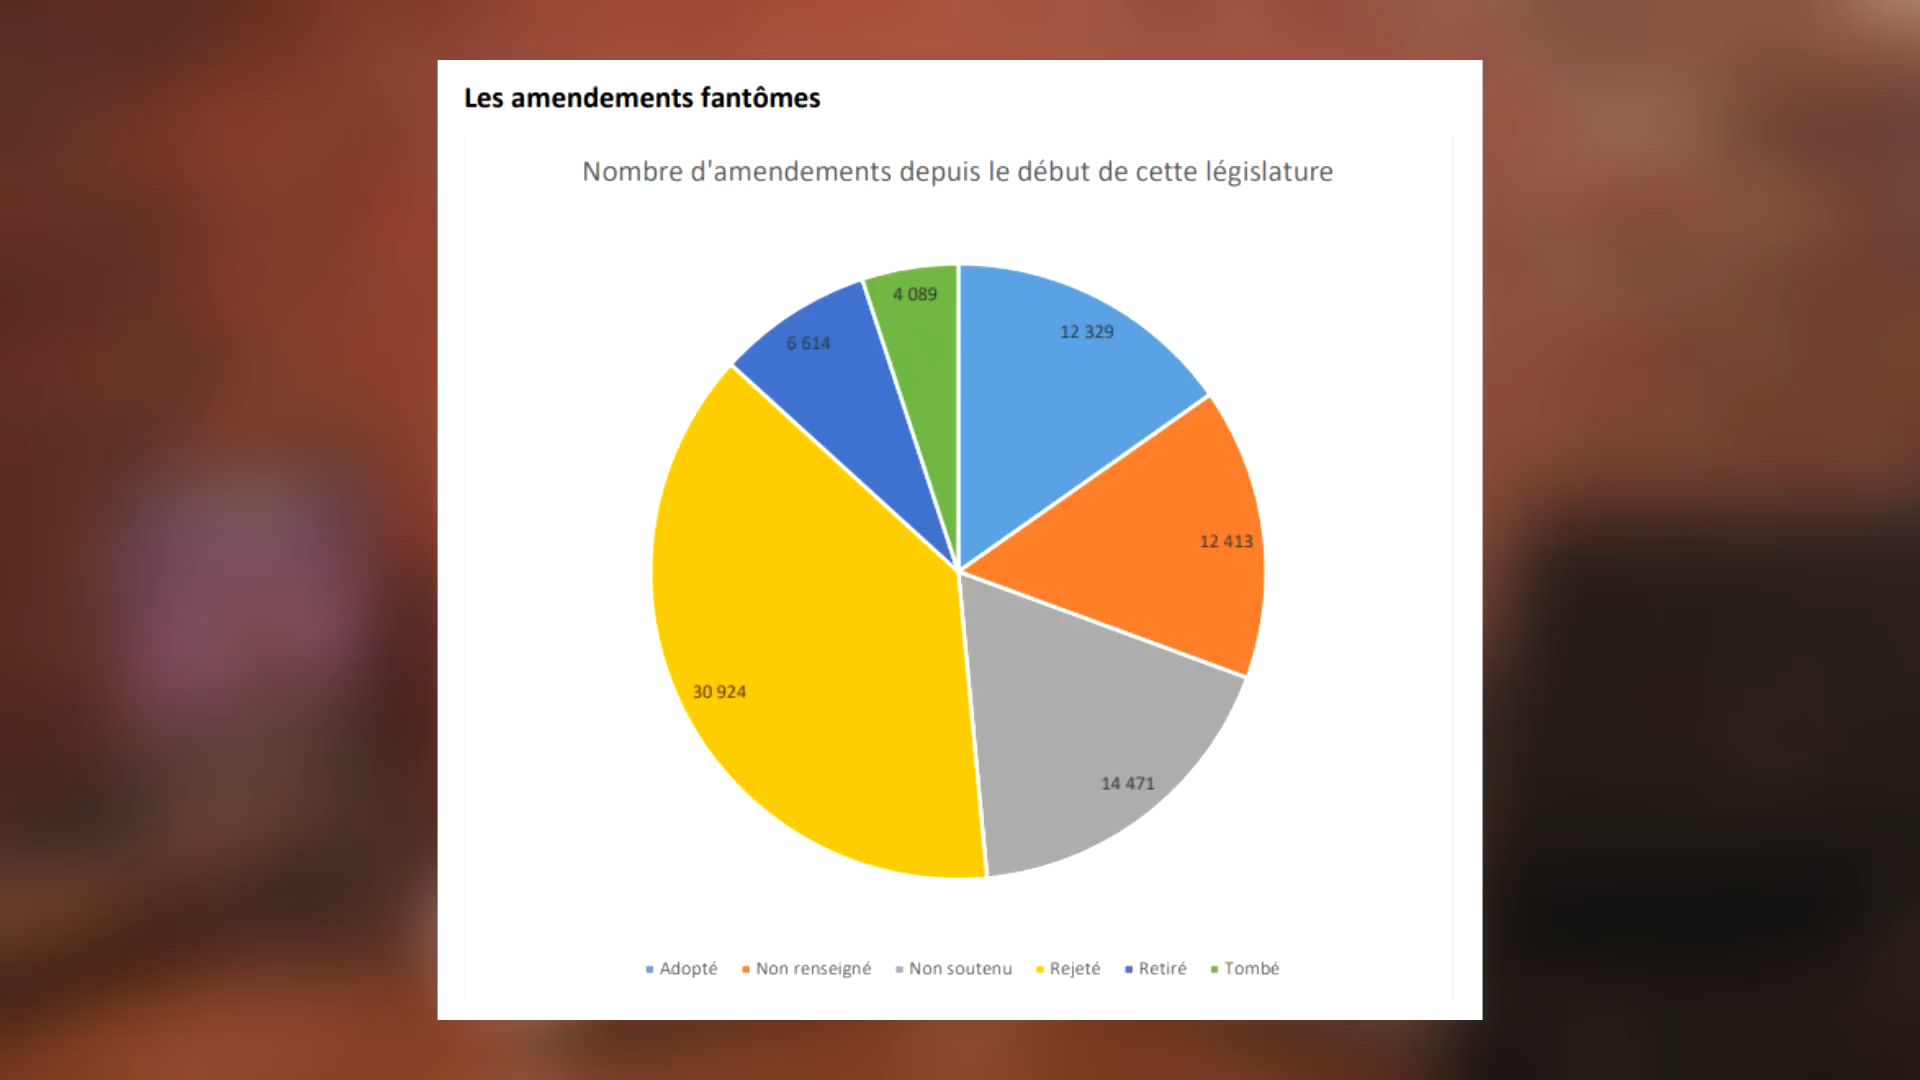 Les amendements fantômes
Nombre d'amendements depuis le début de cette législature
4 089
12 329
6 614
12 413
30 924
14 471
Adopté Non renseigné Non soutenu Rejeté Retiré Tombé